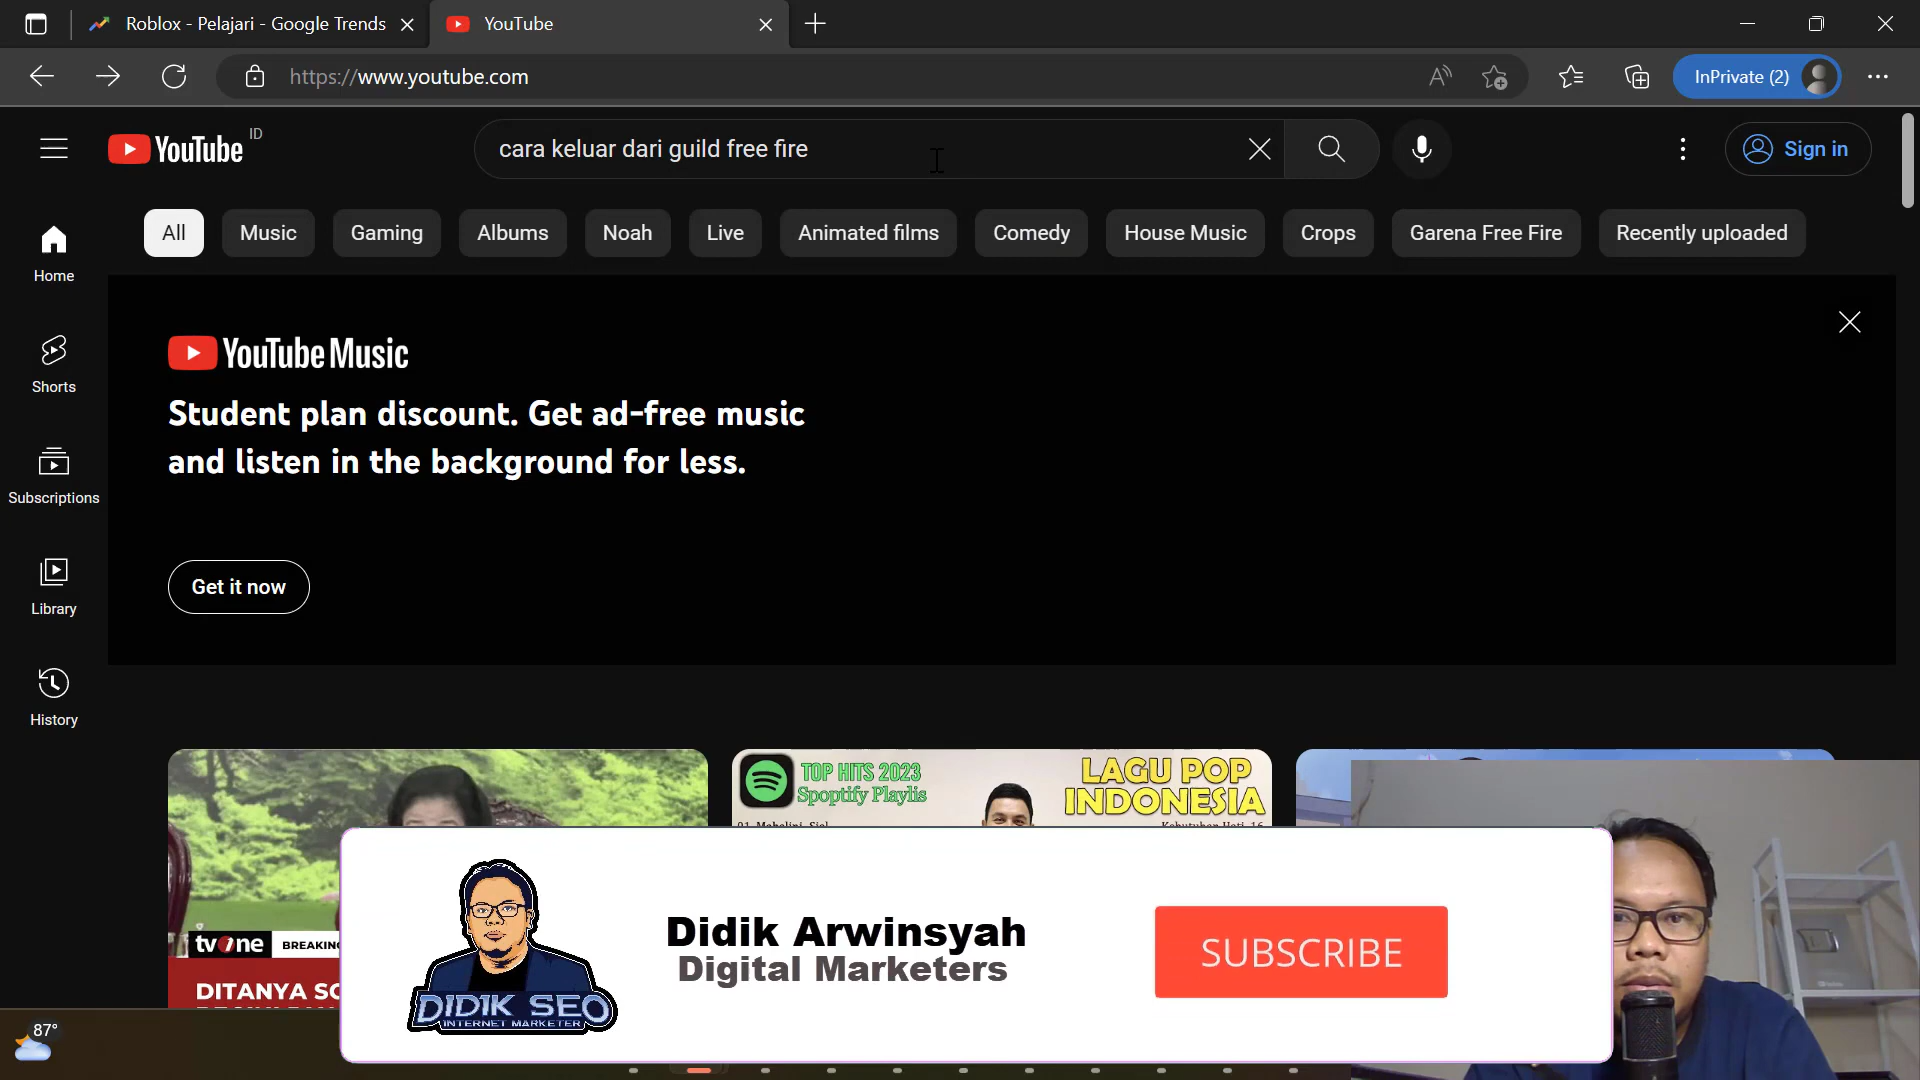 Roblox - Pelajari - Google Trends
YouTube
https://www.youtube.com
InPrivate (2)
YouTube ID
cara keluar dari guild free fire
Sign in
All
Music
Gaming
Albums
Noah
Live
Animated films
Comedy
House Music
Crops
Garena Free Fire
Recently uploaded
Home
Shorts
Subscriptions
Library
History
YouTube Music
Student plan discount. Get ad-free music
and listen in the background for less.
Get it now
TOP HITS 2023
Spoptify Playlis
LAGU POP
INDONESIA
tvOne
DITANYA
DIDIK SEO
INTERNET MARKETER
Didik Arwinsyah
Digital Marketers
SUBSCRIBE
87°